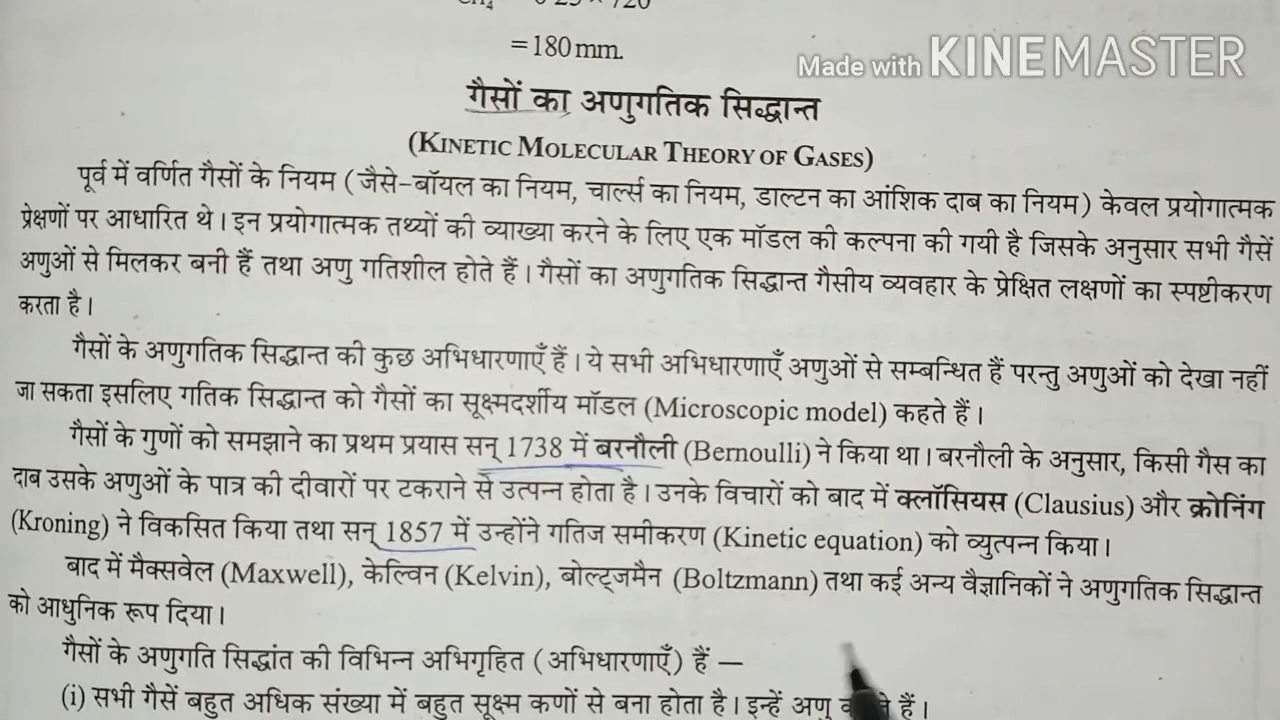 = 180 mm.
Made with KINEMASTER
गैसों का अणुगतिक सिद्धान्त
(KINETIC MOLECULAR THEORY OF GASES)
पूर्व में वर्णित गैसों के नियम (जैसे-बॉयल का नियम, चार्ल्स का नियम, डाल्टन का आंशिक दाब का नियम) केवल प्रयोगात्मक
प्रेक्षणों पर आधारित थे। इन प्रयोगात्मक तथ्यों की व्याख्या करने के लिए एक मॉडल की कल्पना की गयी है जिसके अनुसार सभी गैसें
अणुओं से मिलकर बनी हैं तथा अणु गतिशील होते हैं। गैसों का अणुगतिक सिद्धान्त गैसीय व्यवहार के प्रेक्षित लक्षणों का स्पष्टीकरण
करता है।
गैसों के अणुगतिक सिद्धान्त की कुछ अभिधारणाएँ हैं। ये सभी अभिधारणाएँ अणुओं से सम्बन्धित हैं परन्तु अणुओं को देखा नहीं
जा सकता इसलिए गतिक सिद्धान्त को गैसों का सूक्ष्मदर्शीय मॉडल (Microscopic model) कहते हैं।
गैसों के गुणों को समझाने का प्रथम प्रयास सन् 1738 में बरनौली (Bernoulli) ने किया था। बरनौली के अनुसार, किसी गैस का
दाब उसके अणुओं के पात्र की दीवारों पर टकराने से उत्पन्न होता है। उनके विचारों को बाद में क्लॉसियस (Clausius) और क्रोनिंग
(Kroning) ने विकसित किया तथा सन् 1857 में उन्होंने गतिज समीकरण (Kinetic equation) को व्युत्पन्न किया।
बाद में मैक्सवेल (Maxwell), केल्विन (Kelvin), बोल्ट्जमैन (Boltzmann) तथा कई अन्य वैज्ञानिकों ने अणुगतिक सिद्धान्त
को आधुनिक रूप दिया।
गैसों के अणुगति सिद्धांत की विभिन्न अभिगृहित (अभिधारणाएँ) हैं —
(i) सभी गैसें बहुत अधिक संख्या में बहुत सूक्ष्म कणों से बना होता है। इन्हें अणु हैं।